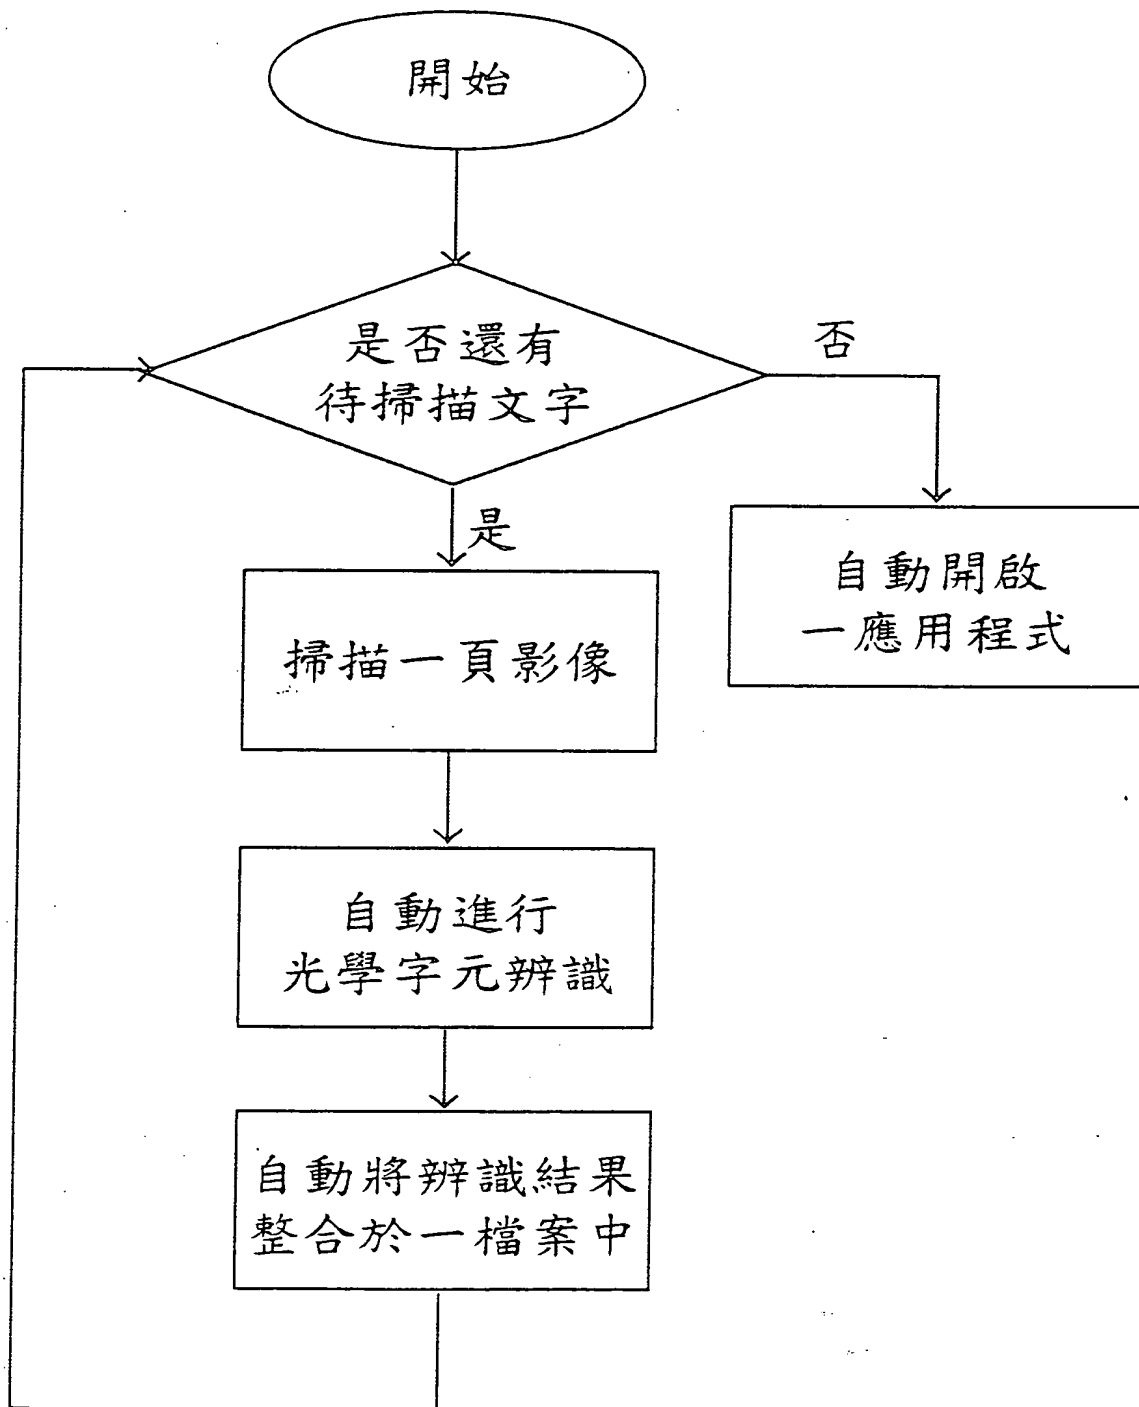 開始
是否還有
待掃描文字
否
是
自動開啟
一應用程式
掃描一頁影像
自動進行
光學字元辨識
自動將辨識結果
整合於一檔案中